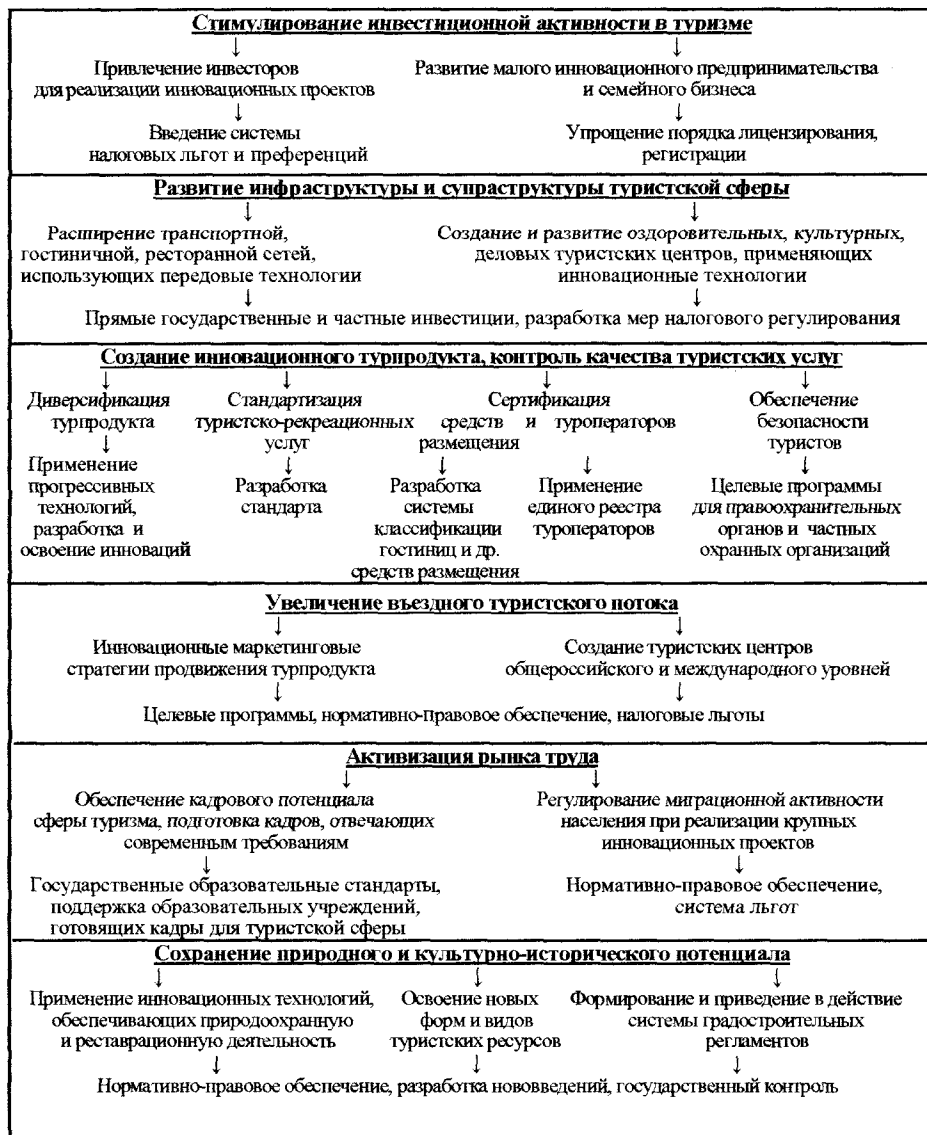 Стимулирование инвестиционной активности в туризме
Привлечение инвесторов
для реализации инновационных проектов
Развитие малого инновационного предпринимательства
и семейного бизнеса
Введение системы
налоговых льгот и преференций
Упрощение порядка лицензирования,
регистрации
Развитие инфраструктуры и супраструктуры туристской сферы
Расширение транспортной,
гостиничной, ресторанной сетей,
использующих передовые технологии
Создание и развитие оздоровительных, культурных,
деловых туристских центров, применяющих
инновационные технологии
Прямые государственные и частные инвестиции, разработка мер налогового регулирования
Создание инновационного турпродукта, контроль качества туристских услуг
Диверсификация
турпродукта
Стандартизация
туристско-рекреационных
услуг
Сертификация
средств и туроператоров
размещения
Обеспечение
безопасности
туристов
Применение
прогрессивных
технологий,
разработка и
освоение инноваций
Разработка
стандарта
Разработка
системы
классификации
гостиниц и др.
средств размещения
Применение
единого реестра
туроператоров
Целевые программы
для правоохранительных
органов и частных
охранных организаций
Увеличение въездного туристского потока
Инновационные маркетинговые
стратегии продвижения турпродукта
Создание туристских центров
общероссийского и международного уровней
Целевые программы, нормативно-правовое обеспечение, налоговые льготы
Активизация рынка труда
Обеспечение кадрового потенциала
сферы туризма, подготовка кадров, отвечающих
современным требованиям
Регулирование миграционной активности
населения при реализации крупных
инновационных проектов
Государственные образовательные стандарты,
поддержка образовательных учреждений,
готовящих кадры для туристской сферы
Нормативно-правовое обеспечение,
система льгот
Сохранение природного и культурно-исторического потенциала
Применение инновационных технологий,
обеспечивающих природоохранную
и реставрационную деятельность
Освоение новых
форм и видов
туристских ресурсов
Формирование и приведение в действие
системы градостроительных
регламентов
Нормативно-правовое обеспечение, разработка нововведений, государственный контроль